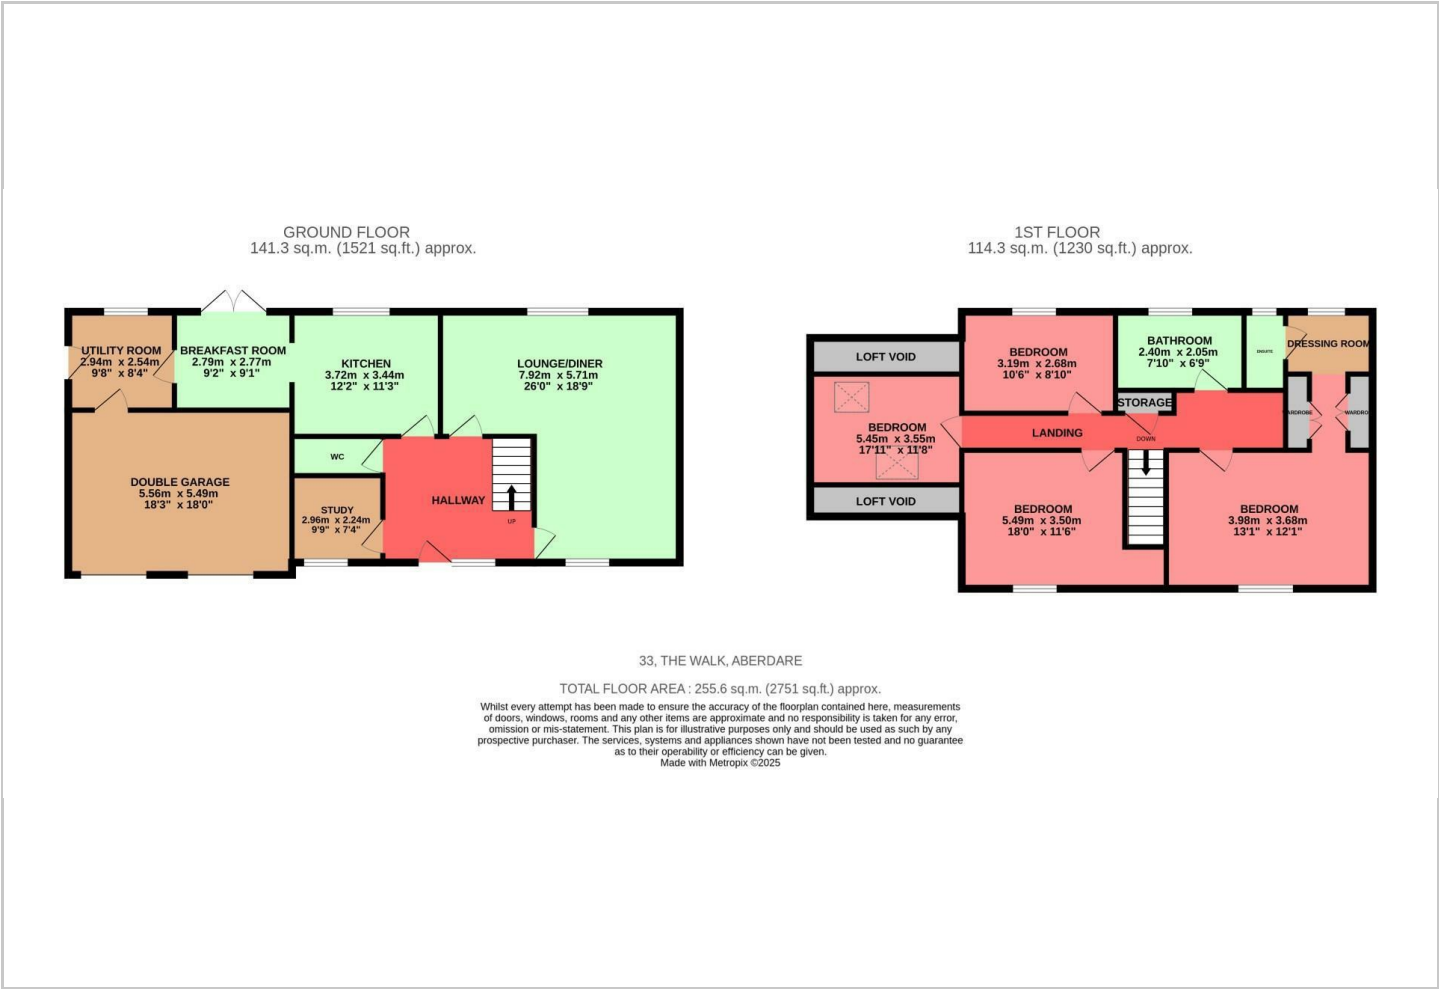 GROUND FLOOR
141.3 sq.m. (1521 sq.ft.) approx.
UTILITY ROOM
2.94m x 2.54m
9'8" x 8'4"
BREAKFAST ROOM
2.79m x 2.77m
9'2" x 9'1"
KITCHEN
3.72m x 3.44m
12'2" x 11'3"
LOUNGE/DINER
7.92m x 5.71m
26'0" x 18'9"
WC
DOUBLE GARAGE
5.56m x 5.49m
18'3" x 18'0"
STUDY
2.96m x 2.24m
9'9" x 7'4"
HALLWAY
UP
1ST FLOOR
114.3 sq.m. (1230 sq.ft.) approx.
LOFT VOID
BEDROOM
3.19m x 2.68m
10'6" x 8'10"
BATHROOM
2.40m x 2.05m
7'10" x 6'9"
ENSUITE
DRESSING ROOM
STORAGE
ARDROBE
WARDRO
BEDROOM
5.45m x 3.55m
17'11" x 11'8"
LANDING
DOWN
LOFT VOID
BEDROOM
5.49m x 3.50m
18'0" x 11'6"
BEDROOM
3.98m x 3.68m
13'1" x 12'1"
33, THE WALK, ABERDARE
TOTAL FLOOR AREA : 255.6 sq.m. (2751 sq.ft.) approx.
Whilst every attempt has been made to ensure the accuracy of the floorplan contained here, measurements
of doors, windows, rooms and any other items are approximate and no responsibility is taken for any error,
omission or mis-statement. This plan is for illustrative purposes only and should be used as such by any
prospective purchaser. The services, systems and appliances shown have not been tested and no guarantee
as to their operability or efficiency can be given.
Made with Metropix ©2025